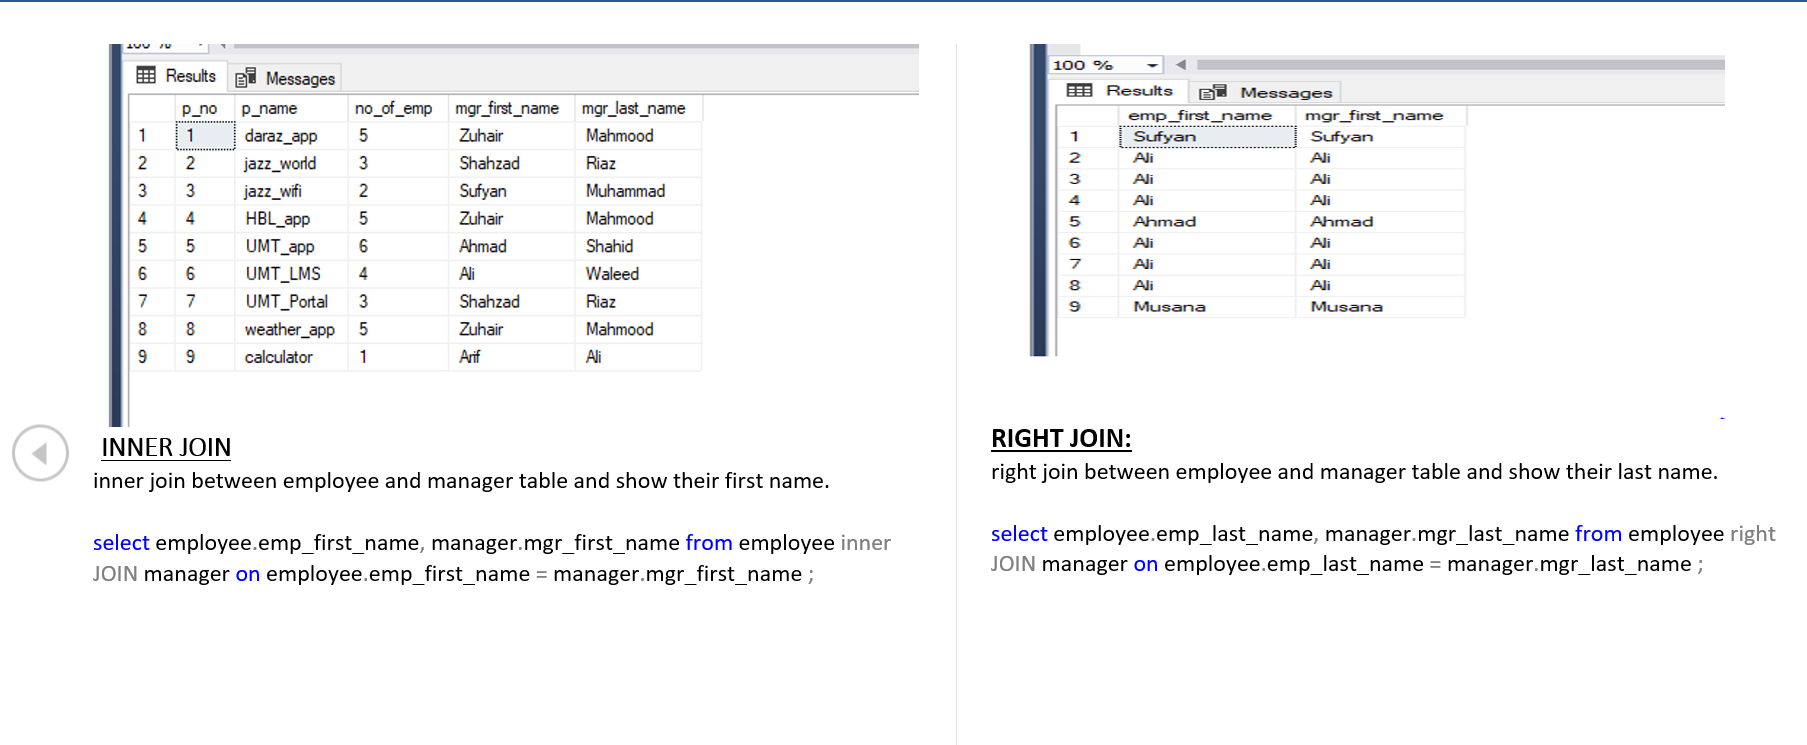 Results Messages
p_no p_name no_of_emp mgr_first_name mgr_last_name
1 1 daraz_app 5 Zuhair Mahmood
2 2 jazz_world 3 Shahzad Riaz
3 3 jazz_wifi 2 Sufyan Muhammad
4 4 HBL_app 5 Zuhair Mahmood
5 5 UMT_app 6 Ahmad Shahid
6 6 UMT_LMS 4 Ali Waleed
7 7 UMT_Portal 3 Shahzad Riaz
8 8 weather_app 5 Zuhair Mahmood
9 9 calculator 1 Arif Ali
INNER JOIN
inner join between employee and manager table and show their first name.
select employee.emp_first_name, manager.mgr_first_name from employee inner
JOIN manager on employee.emp_first_name = manager.mgr_first_name ;
100 %
Results Messages
emp_first_name mgr_first_name
1 Sufyan Sufyan
2 Ali Ali
3 Ali Ali
4 Ali Ali
5 Ahmad Ahmad
6 Ali Ali
7 Ali Ali
8 Ali Ali
9 Musana Musana
RIGHT JOIN:
right join between employee and manager table and show their last name.
select employee.emp_last_name, manager.mgr_last_name from employee right
JOIN manager on employee.emp_last_name = manager.mgr_last_name ;